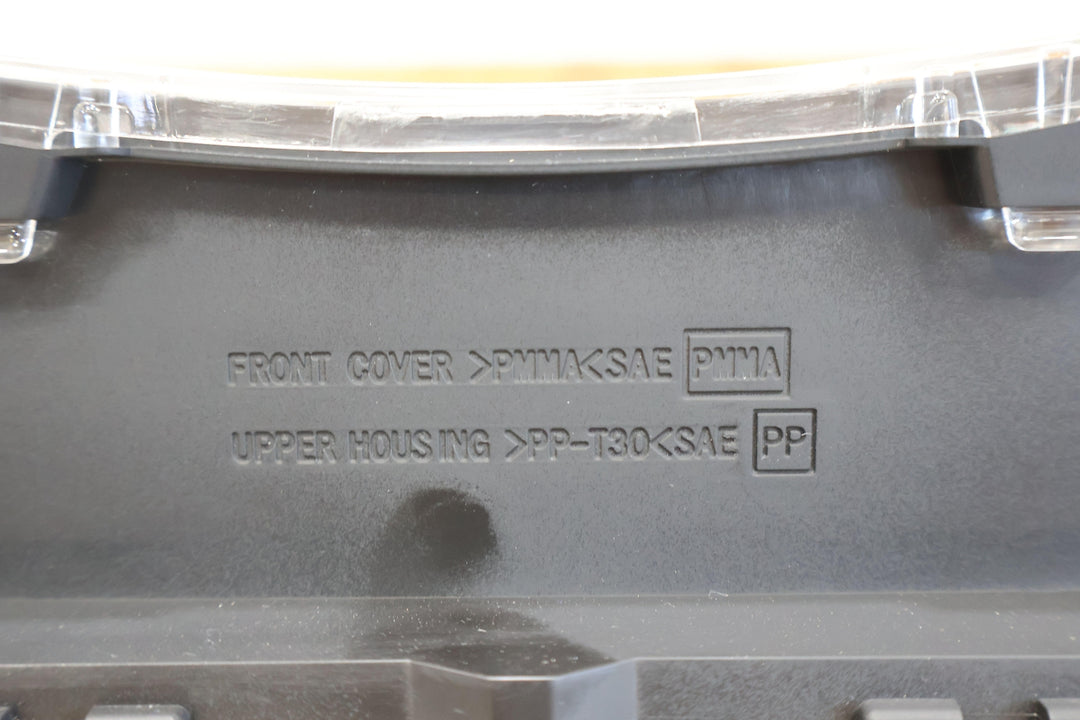 FRONT COVER >PMMA<SAE PMMA
UPPER HOUSING >PP-T30<SAE PP